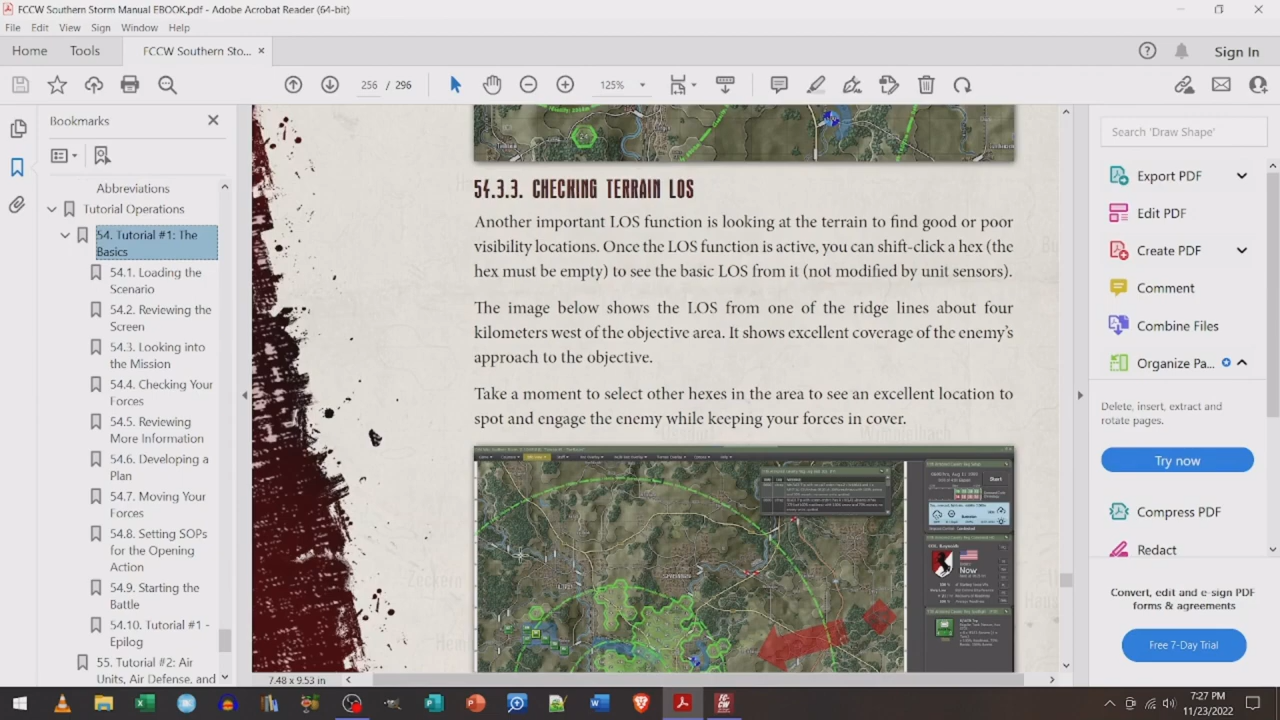 FCCW Southern Storm Manual EBOOK.pdf - Adobe Acrobat Reader (64-bit)
File Edit View Sign Window Help
Home Tools FCCW Southern Sto... Sign In
256 / 296 125%
Bookmarks
Abbreviations
Tutorial Operations
54. Tutorial #1: The
Basics
54.1. Loading the
Scenario
54.2. Reviewing the
Screen
54.3. Looking into
the Mission
54.4. Checking Your
Forces
54.5. Reviewing
More Information
54.6. Developing a
Plan
54.8. Setting SOPs
for the Opening
Action
54.9. Starting the
Battle
54.10. Tutorial #1 -
Epilog
55. Tutorial #2: Air
Units, Air Defense, and
54.3.3. CHECKING TERRAIN LOS
Another important LOS function is looking at the terrain to find good or poor
visibility locations. Once the LOS function is active, you can shift-click a hex (the
hex must be empty) to see the basic LOS from it (not modified by unit sensors).
The image below shows the LOS from one of the ridge lines about four
kilometers west of the objective area. It shows excellent coverage of the enemy's
approach to the objective.
Take a moment to select other hexes in the area to see an excellent location to
spot and engage the enemy while keeping your forces in cover.
Start
Now
7.48 x 9.53 in
Search 'Draw Shape'
Export PDF
Edit PDF
Create PDF
Comment
Combine Files
Organize Pa...
Delete, insert, extract and
rotate pages.
Try now
Compress PDF
Redact
Convert, edit and e-sign PDF
forms & agreements
Free 7-Day Trial
7:27 PM
11/23/2022